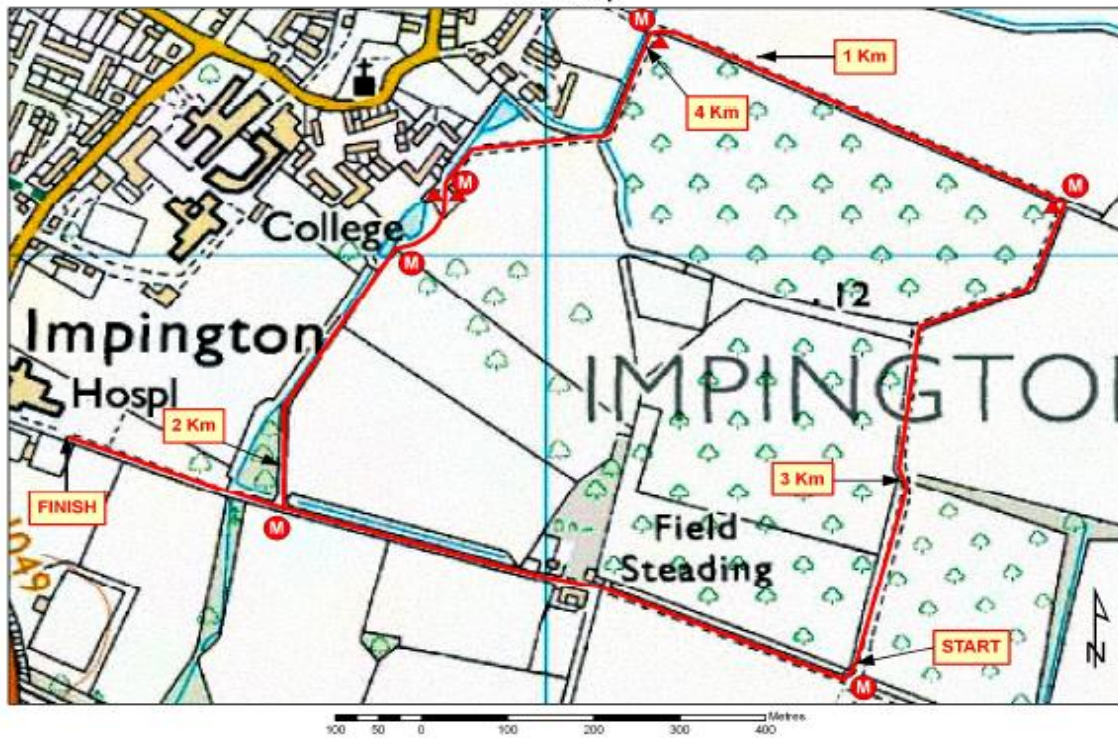 M
1 Km
4 Km
M
M
College
M
. 12
Impington
IMPINGTO
Hospl
2 Km
3 Km
FINISH
M
1049
Field
Steading
START
N
M
100 50 0 100 200 300 400 Metres